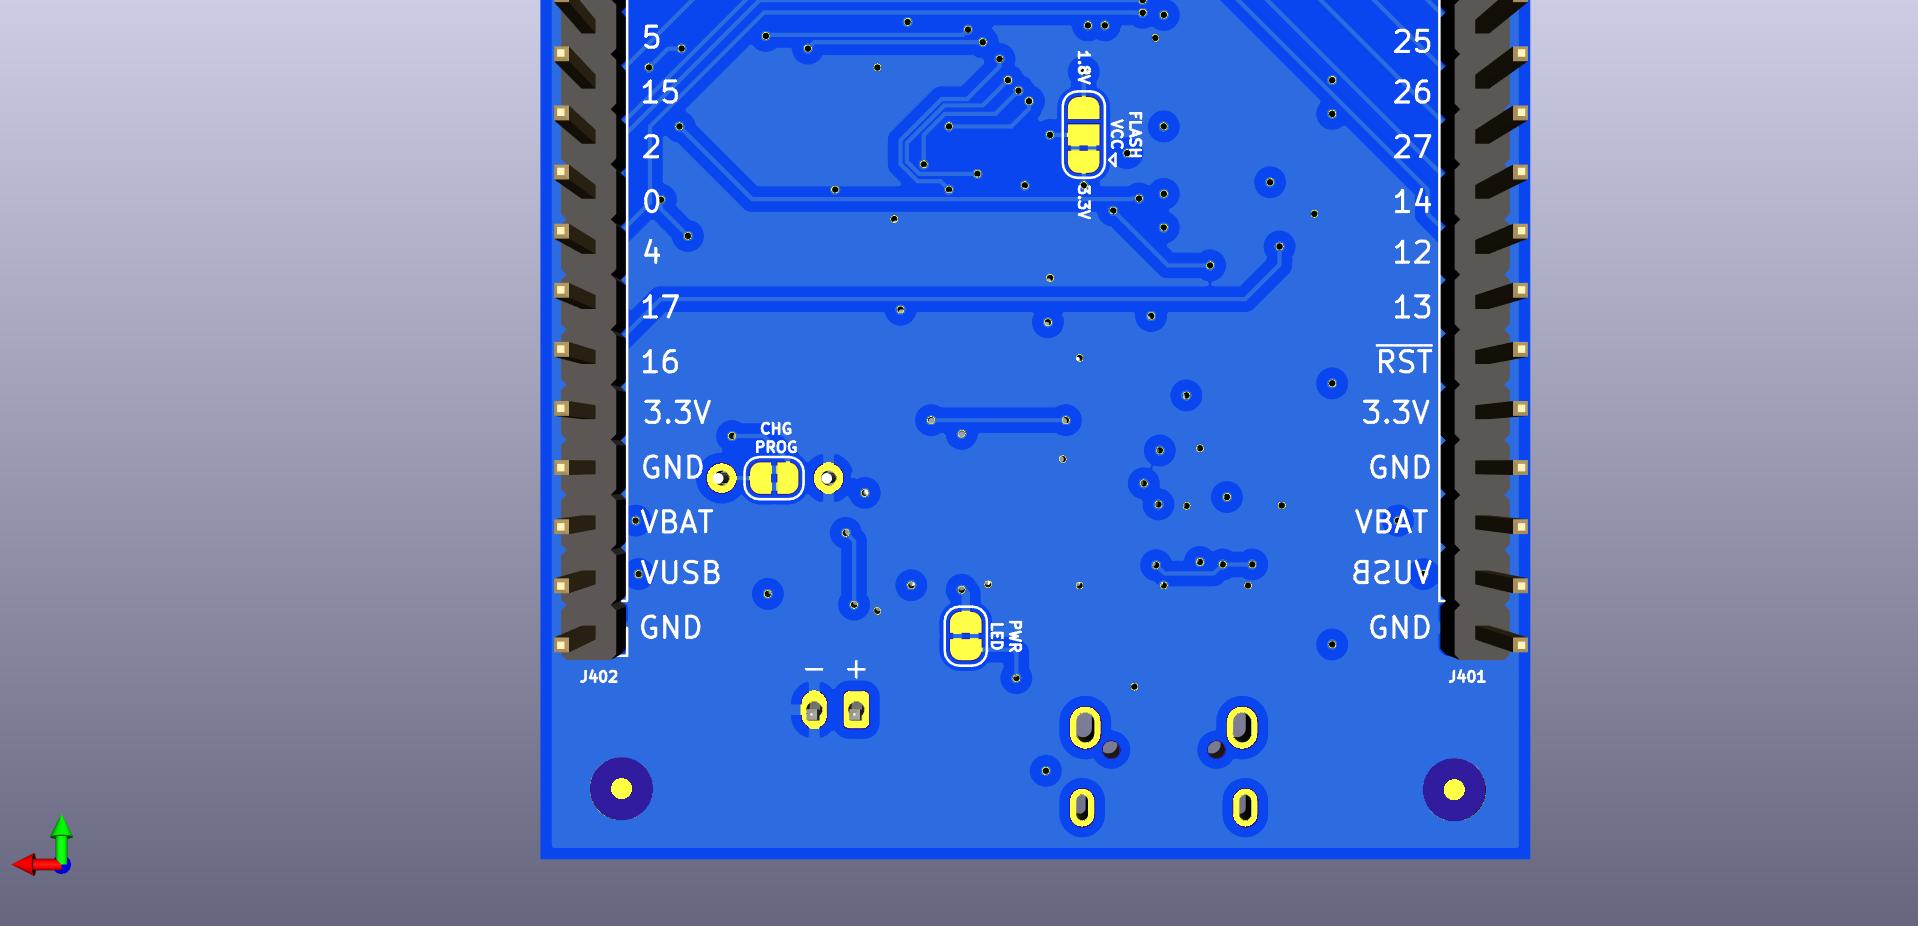 5
15
2
0
4
17
16
3.3V
GND
VBAT
VUSB
GND
J402
CHG
PROG
− +
PWR
LED
1.8V
FLASH
VCC
3.3V
25
26
27
14
12
13
RST
3.3V
GND
VBAT
VUSB
GND
J401